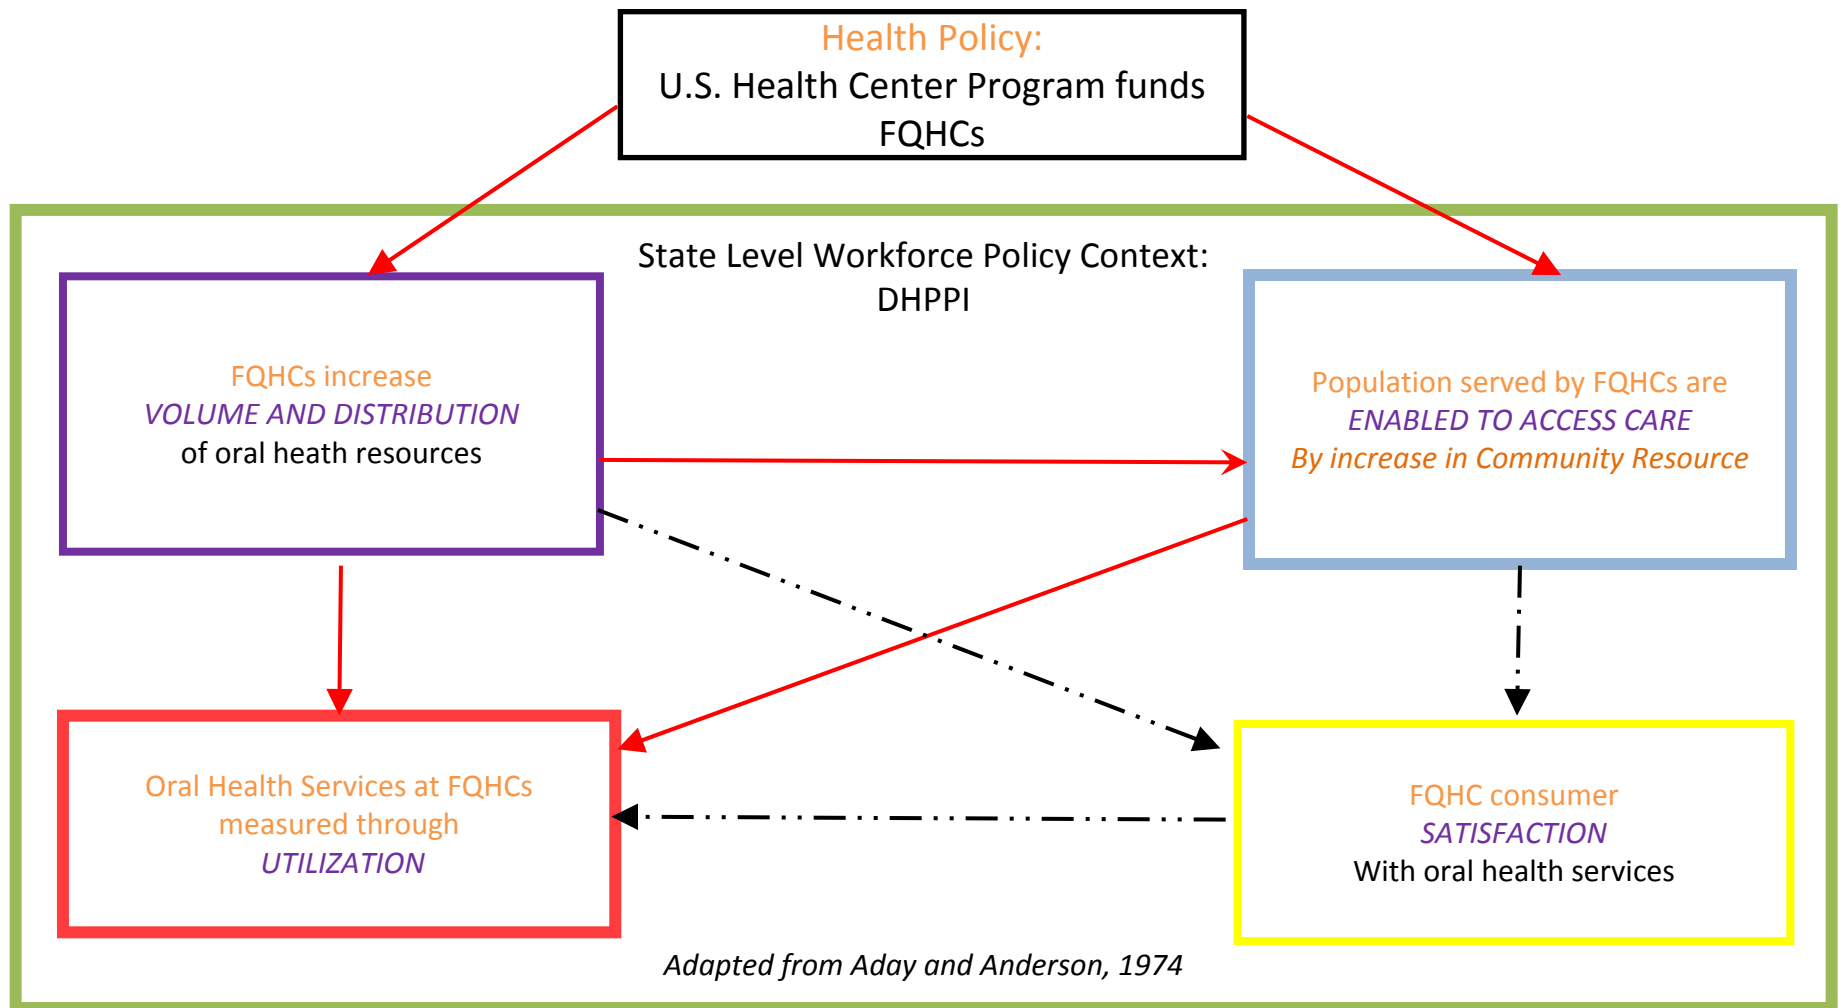 Health Policy:
U.S. Health Center Program funds
FQHCs
State Level Workforce Policy Context:
DHPPI
FQHCs increase
VOLUME AND DISTRIBUTION
of oral heath resources
Population served by FQHCs are
ENABLED TO ACCESS CARE
By increase in Community Resource
Oral Health Services at FQHCs
measured through
UTILIZATION
FQHC consumer
SATISFACTION
With oral health services
Adapted from Aday and Anderson, 1974